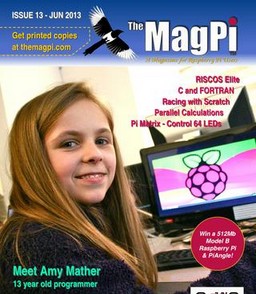 ISSUE 13 - JUN 2013
Get printed copies
at themagpi.com
The MagPi
A Magazine for Raspberry Pi Users
RISCOS Elite
C and FORTRAN
Racing with Scratch
Parallel Calculations
Pi Matrix - Control 64 LEDs
Win a 512Mb
Model B
Raspberry Pi
& PiAngle!
Meet Amy Mather
13 year old programmer